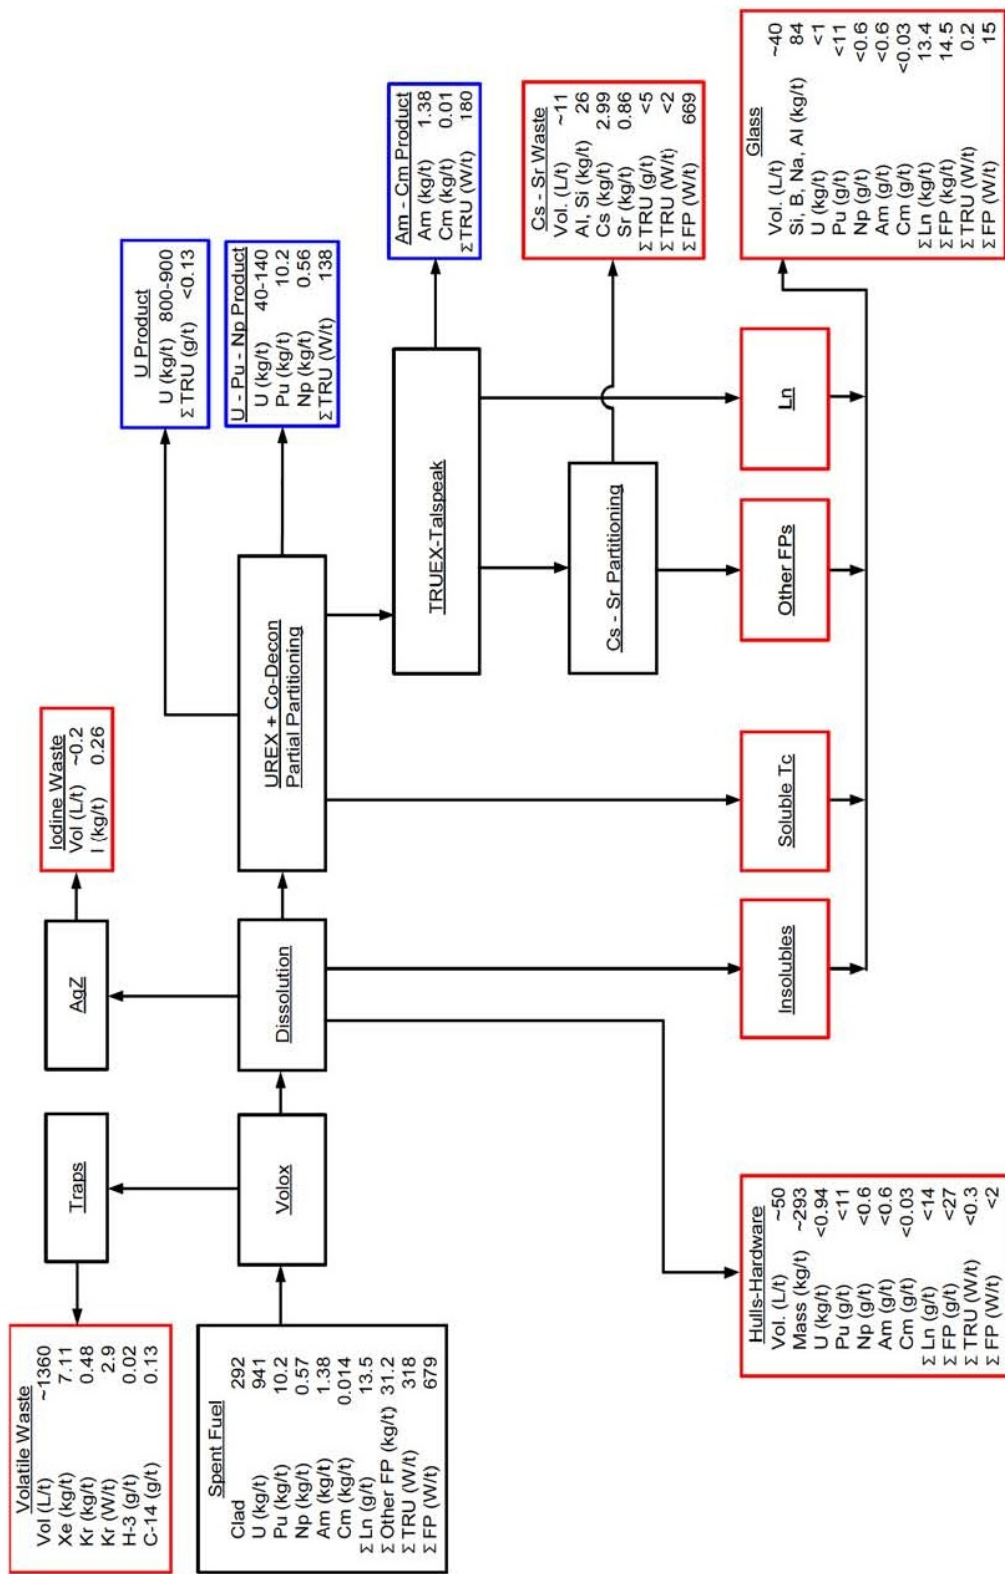 Volatile Waste
Vol (L/t) ~1360
Xe (kg/t) 7.11
Kr (kg/t) 0.48
Kr (W/t) 2.9
H-3 (g/t) 0.02
C-14 (g/t) 0.13
Traps
AgZ
Iodine Waste
Vol (L/t) ~0.2
I (kg/t) 0.26
U Product
U (kg/t) 800-900
Σ TRU (g/t) <0.13
Spent Fuel
Clad 292
U (kg/t) 941
Pu (kg/t) 10.2
Np (kg/t) 0.57
Am (kg/t) 1.38
Cm (kg/t) 0.014
Σ Ln (g/t) 13.5
Σ Other FP (kg/t) 31.2
Σ TRU (W/t) 318
Σ FP (W/t) 679
Volox
Dissolution
UREX + Co-Decon
Partial Partitioning
U - Pu - Np Product
U (kg/t) 40-140
Pu (kg/t) 10.2
Np (kg/t) 0.56
Σ TRU (W/t) 138
TRUEX-Talspeak
Am - Cm Product
Am (kg/t) 1.38
Cm (kg/t) 0.01
Σ TRU (W/t) 180
Cs - Sr Partitioning
Cs - Sr Waste
Vol. (L/t) ~11
Al, Si (kg/t) 26
Cs (kg/t) 2.99
Sr (kg/t) 0.86
Σ TRU (g/t) <5
Σ TRU (W/t) <2
Σ FP (W/t) 669
Hulls-Hardware
Vol. (L/t) ~50
Mass (kg/t) ~293
U (kg/t) <0.94
Pu (g/t) <11
Np (g/t) <0.6
Am (g/t) <0.6
Cm (g/t) <0.03
Σ Ln (g/t) <14
Σ FP (g/t) <27
Σ TRU (W/t) <0.3
Σ FP (W/t) <2
Insolubles
Soluble Tc
Other FPs
Ln
Glass
Vol. (L/t) ~40
Si, B, Na, Al (kg/t) 84
U (kg/t) <1
Pu (g/t) <11
Np (g/t) <0.6
Am (g/t) <0.6
Cm (g/t) <0.03
Σ Ln (kg/t) 13.4
Σ FP (kg/t) 14.5
Σ TRU (W/t) 0.2
Σ FP (W/t) 15